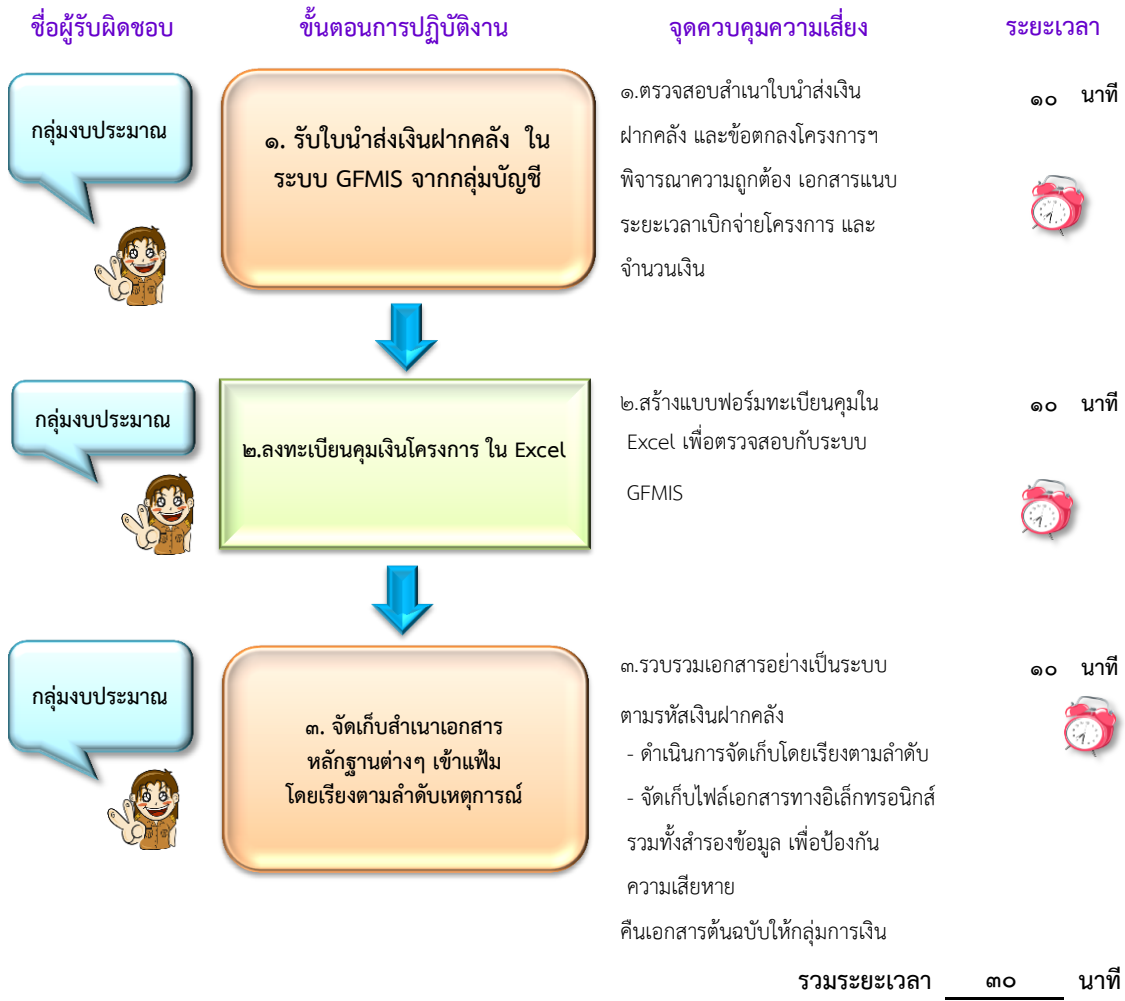 ชื่อผู้รับผิดชอบ ขั้นตอนการปฏิบัติงาน จุดควบคุมความเสี่ยง ระยะเวลา
กลุ่มงบประมาณ
๑. รับใบนำส่งเงินฝากคลัง ใน
ระบบ GFMIS จากกลุ่มบัญชี
๑.ตรวจสอบสำเนาใบนำส่งเงิน
ฝากคลัง และข้อตกลงโครงการฯ
พิจารณาความถูกต้อง เอกสารแนบ
ระยะเวลาเบิกจ่ายโครงการ และ
จำนวนเงิน
๑๐ นาที
กลุ่มงบประมาณ
๒.ลงทะเบียนคุมเงินโครงการ ใน Excel
๒.สร้างแบบฟอร์มทะเบียนคุมใน
Excel เพื่อตรวจสอบกับระบบ
GFMIS
๑๐ นาที
กลุ่มงบประมาณ
๓. จัดเก็บสำเนาเอกสาร
หลักฐานต่างๆ เข้าแฟ้ม
โดยเรียงตามลำดับเหตุการณ์
๓.รวบรวมเอกสารอย่างเป็นระบบ
ตามรหัสเงินฝากคลัง
- ดำเนินการจัดเก็บโดยเรียงตามลำดับ
- จัดเก็บไฟล์เอกสารทางอิเล็กทรอนิกส์
รวมทั้งสำรองข้อมูล เพื่อป้องกัน
ความเสียหาย
คืนเอกสารต้นฉบับให้กลุ่มการเงิน
๑๐ นาที
รวมระยะเวลา ๓๐ นาที